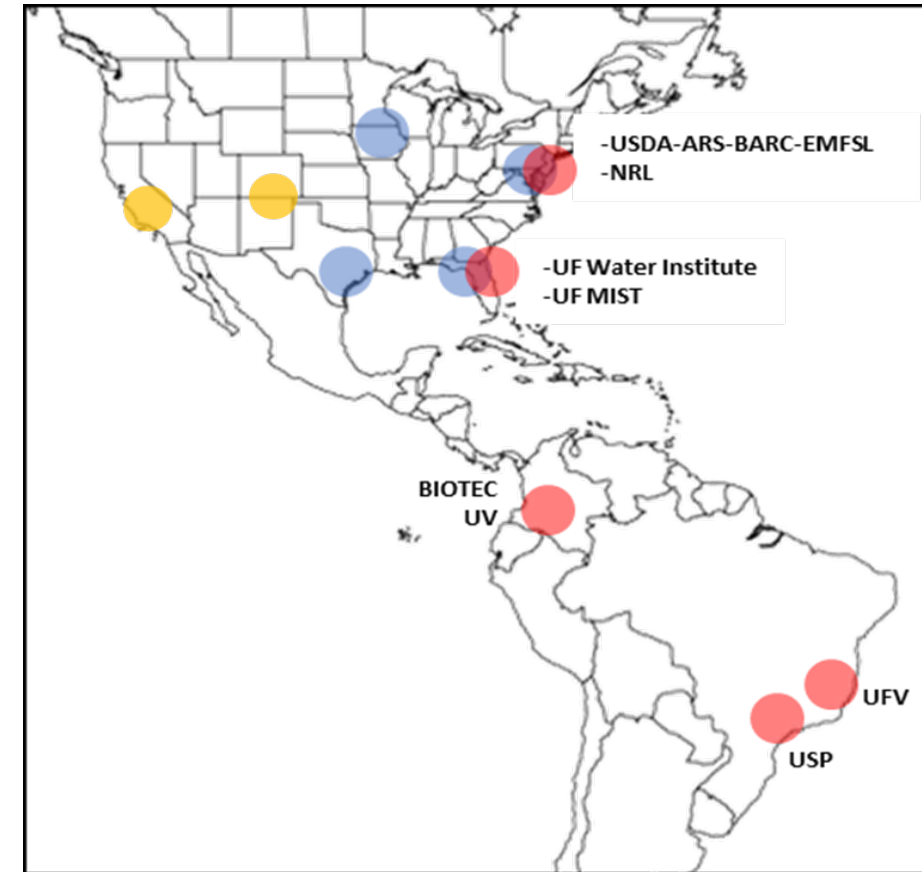 -USDA-ARS-BARC-EMFSL
-NRL
-UF Water Institute
-UF MIST
BIOTEC
UV
UFV
USP